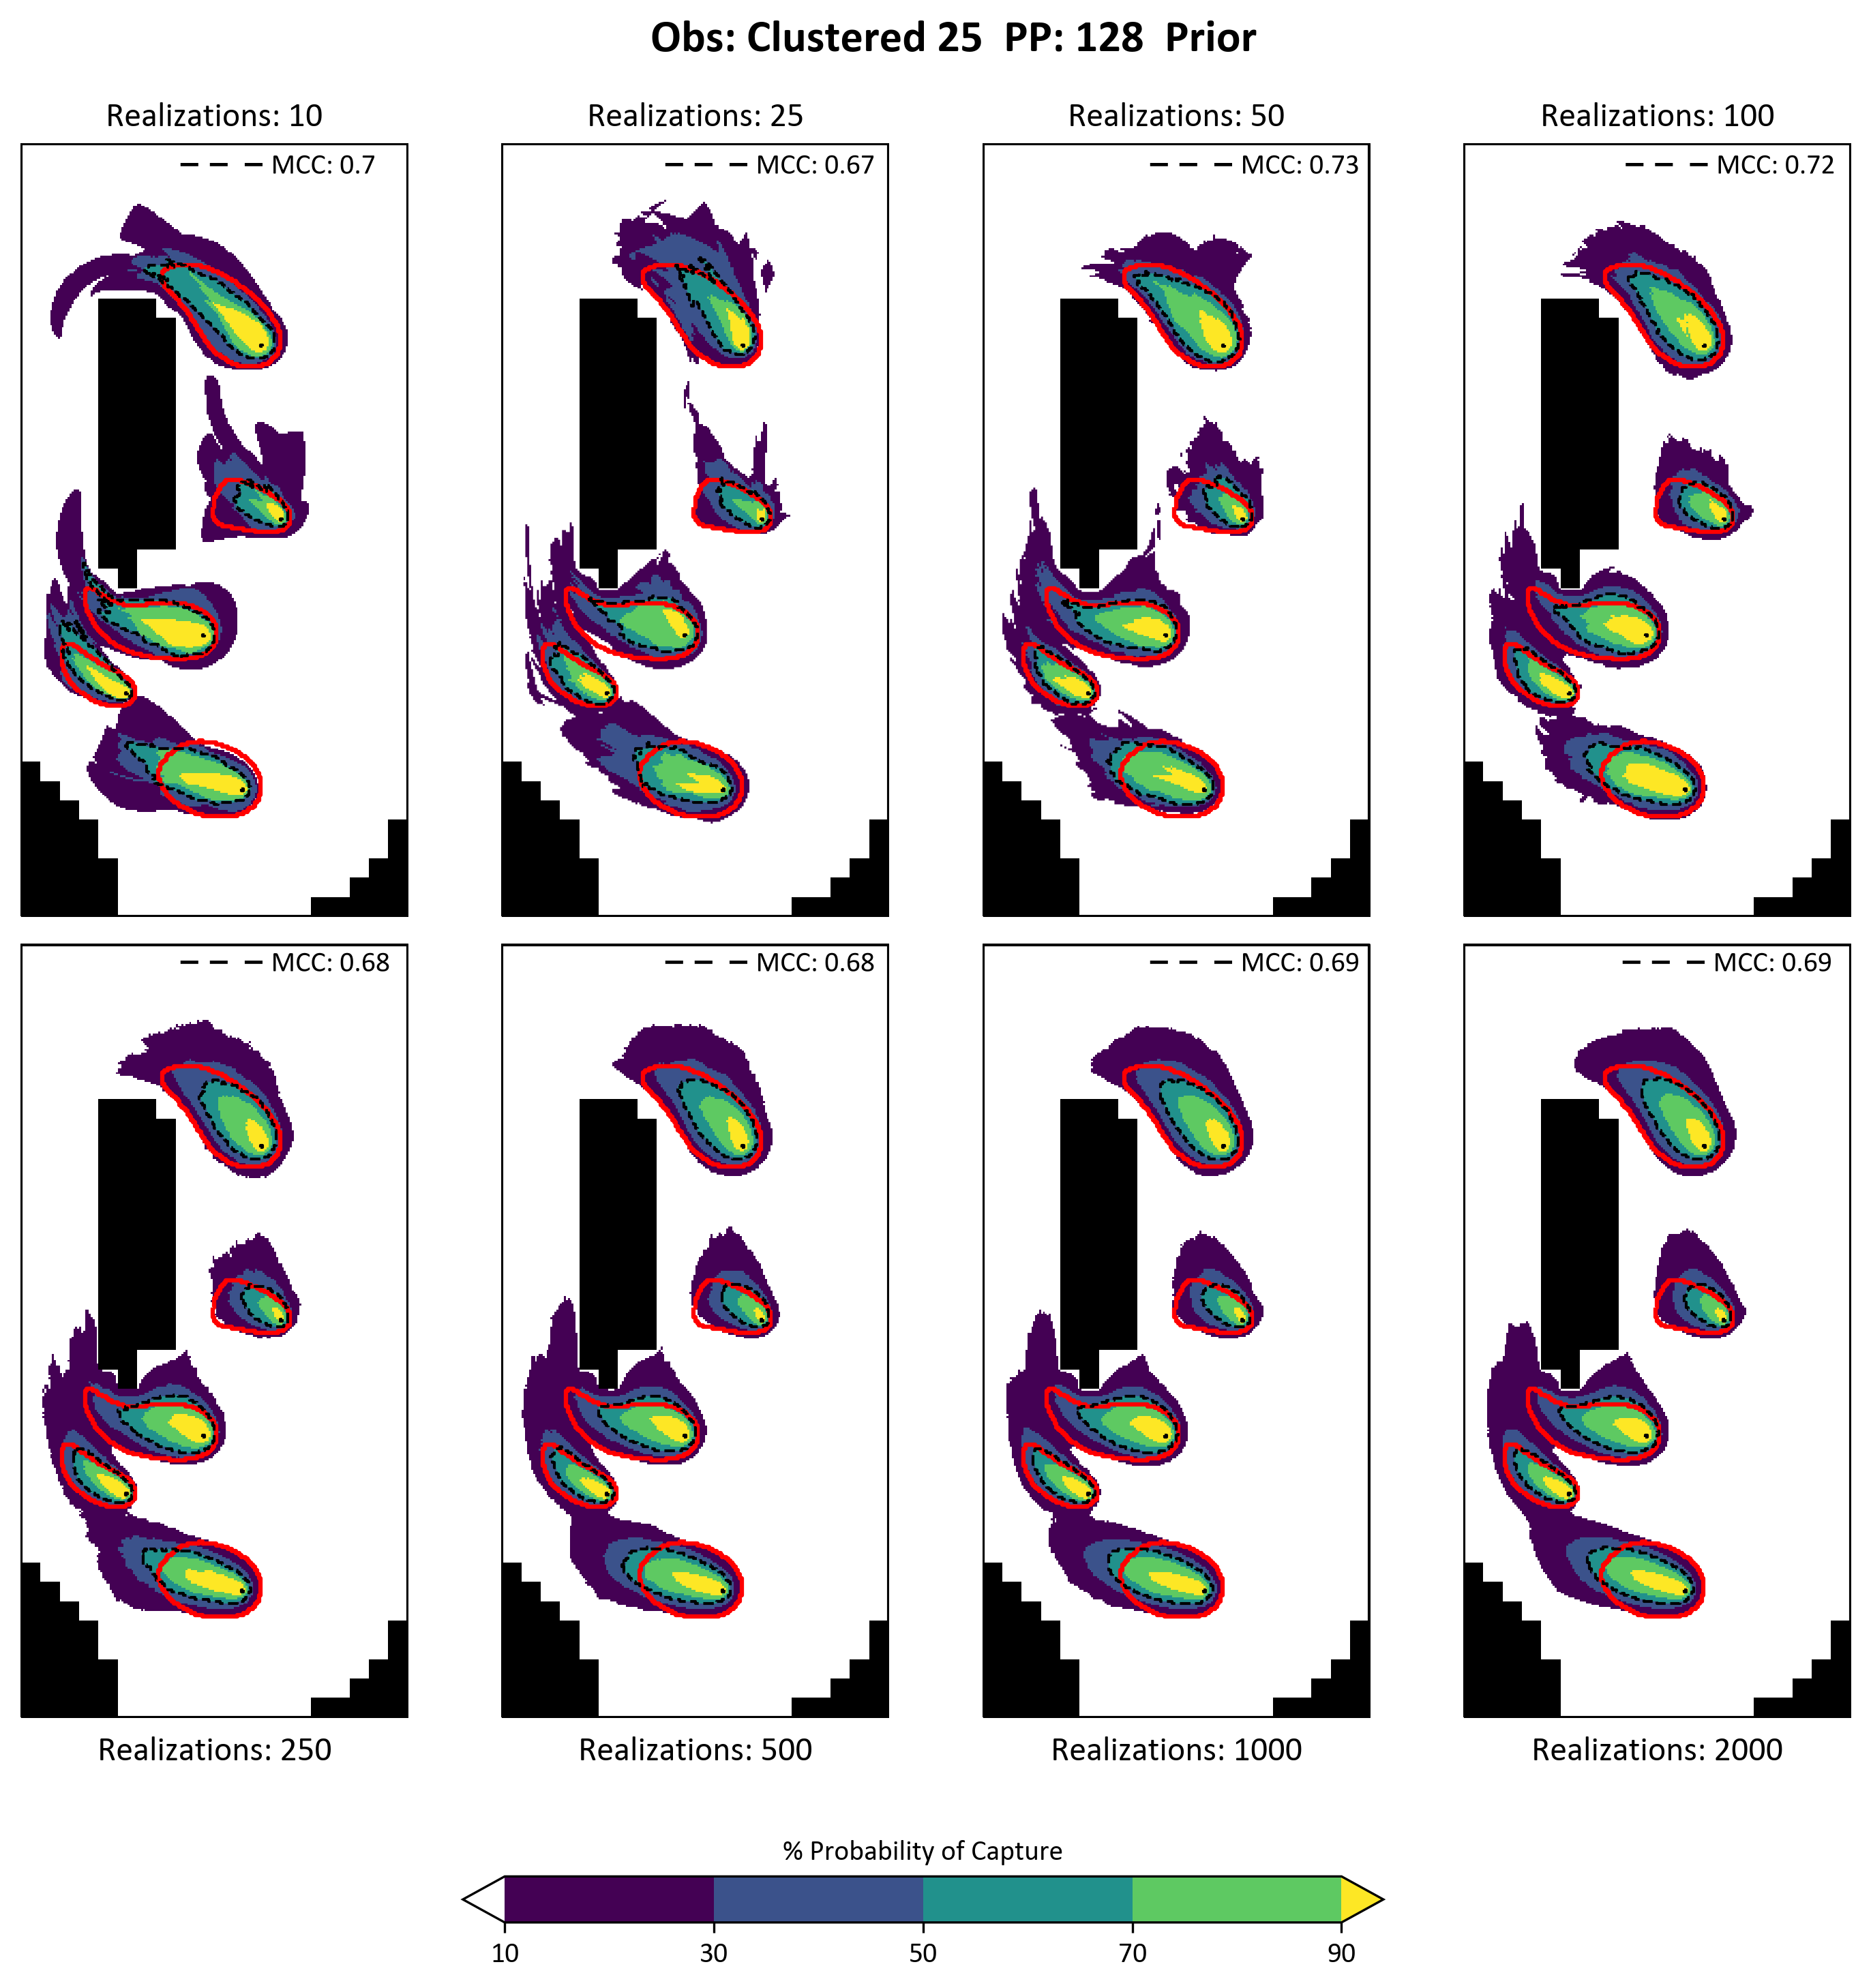 Obs: Clustered 25  PP: 128  Prior
Realizations: 10
Realizations: 25
Realizations: 50
Realizations: 100
MCC: 0.7
MCC: 0.67
MCC: 0.73
MCC: 0.72
MCC: 0.68
MCC: 0.68
MCC: 0.69
MCC: 0.69
Realizations: 250
Realizations: 500
Realizations: 1000
Realizations: 2000
% Probability of Capture
10 30 50 70 90